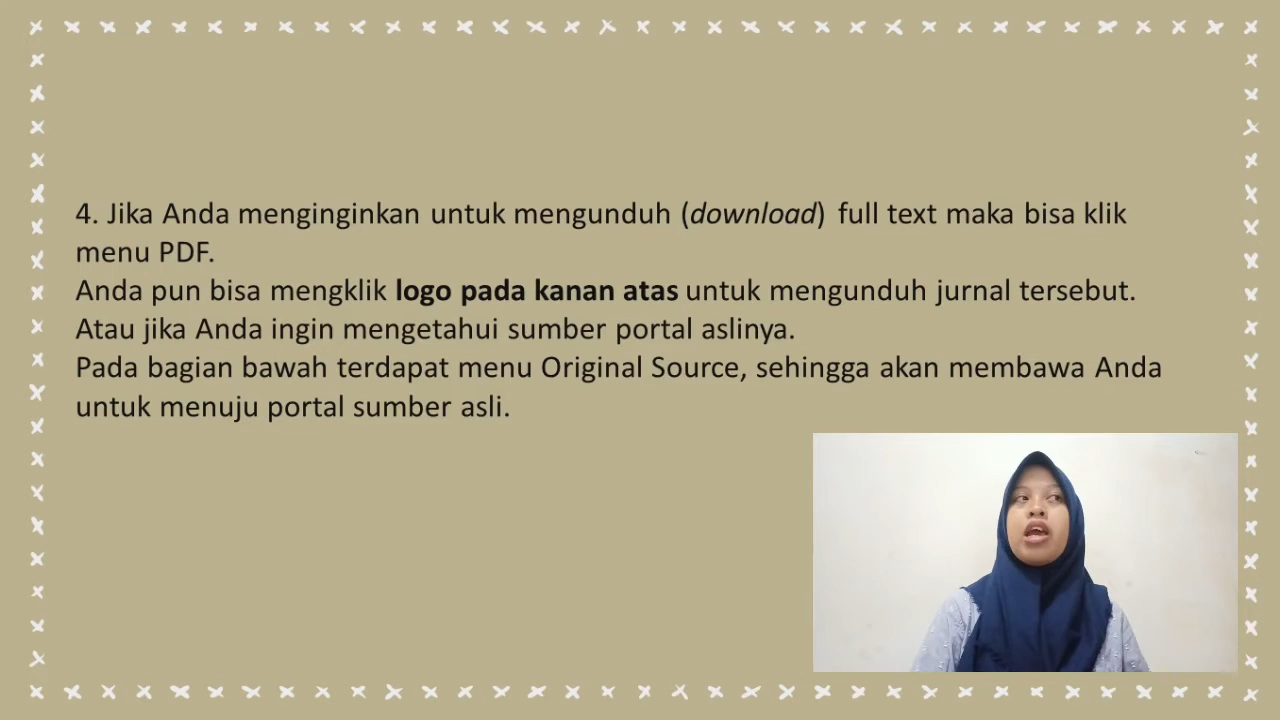 4. Jika Anda menginginkan untuk mengunduh (download) full text maka bisa klik
menu PDF.
Anda pun bisa mengklik logo pada kanan atas untuk mengunduh jurnal tersebut.
Atau jika Anda ingin mengetahui sumber portal aslinya.
Pada bagian bawah terdapat menu Original Source, sehingga akan membawa Anda
untuk menuju portal sumber asli.